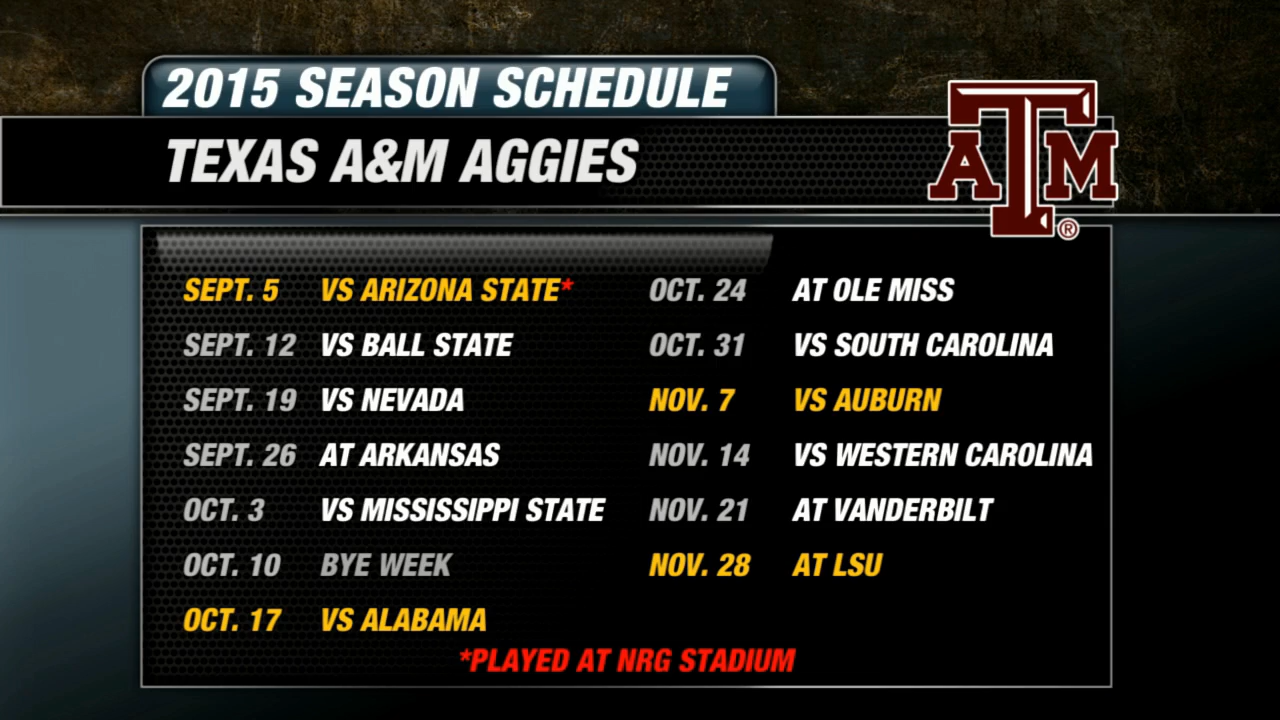 2015 SEASON SCHEDULE
TEXAS A&M AGGIES
ATM
®
SEPT. 5 VS ARIZONA STATE*
SEPT. 12 VS BALL STATE
SEPT. 19 VS NEVADA
SEPT. 26 AT ARKANSAS
OCT. 3 VS MISSISSIPPI STATE
OCT. 10 BYE WEEK
OCT. 17 VS ALABAMA
OCT. 24 AT OLE MISS
OCT. 31 VS SOUTH CAROLINA
NOV. 7 VS AUBURN
NOV. 14 VS WESTERN CAROLINA
NOV. 21 AT VANDERBILT
NOV. 28 AT LSU
*PLAYED AT NRG STADIUM